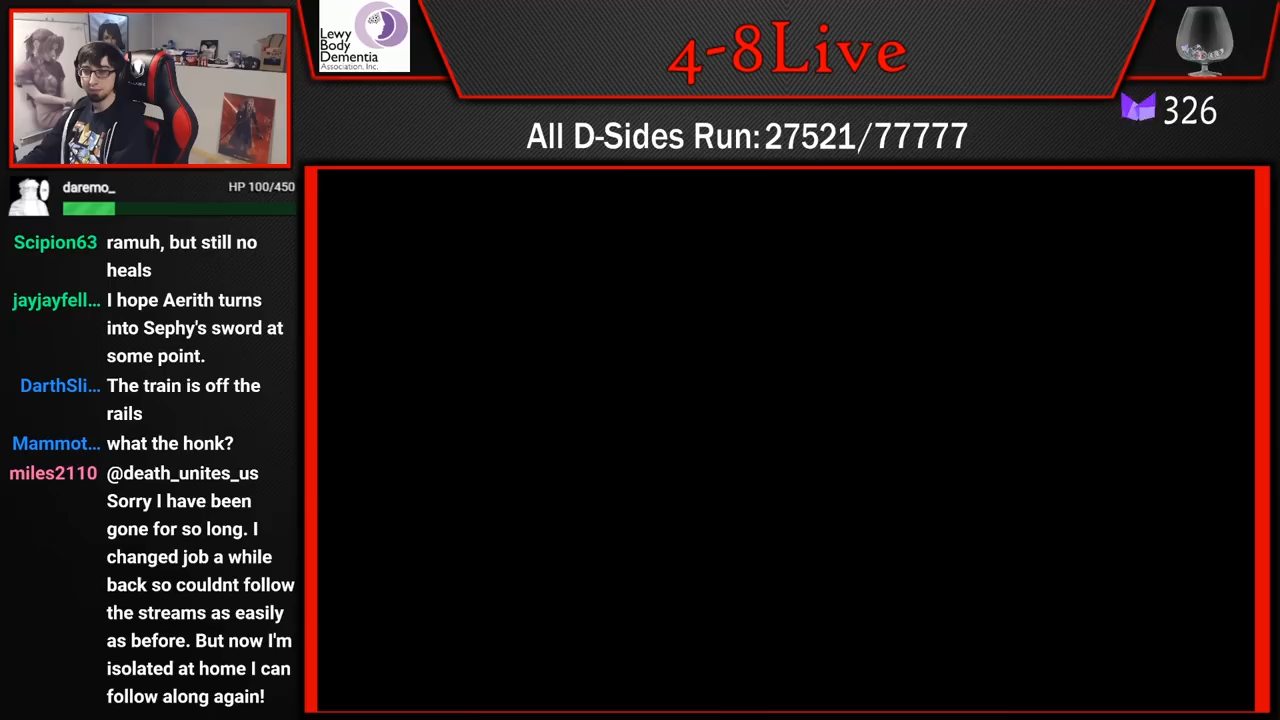 Lewy
Body
Dementia
Association, Inc.
4-8Live
326
All D-Sides Run:27521/77777
daremo_
HP 100/450
Scipion63 ramuh, but still no
heals
jayjayfell... I hope Aerith turns
into Sephy's sword at
some point.
DarthSli... The train is off the
rails
Mammot... what the honk?
miles2110 @death_unites_us
Sorry I have been
gone for so long. I
changed job a while
back so couldnt follow
the streams as easily
as before. But now I'm
isolated at home I can
follow along again!